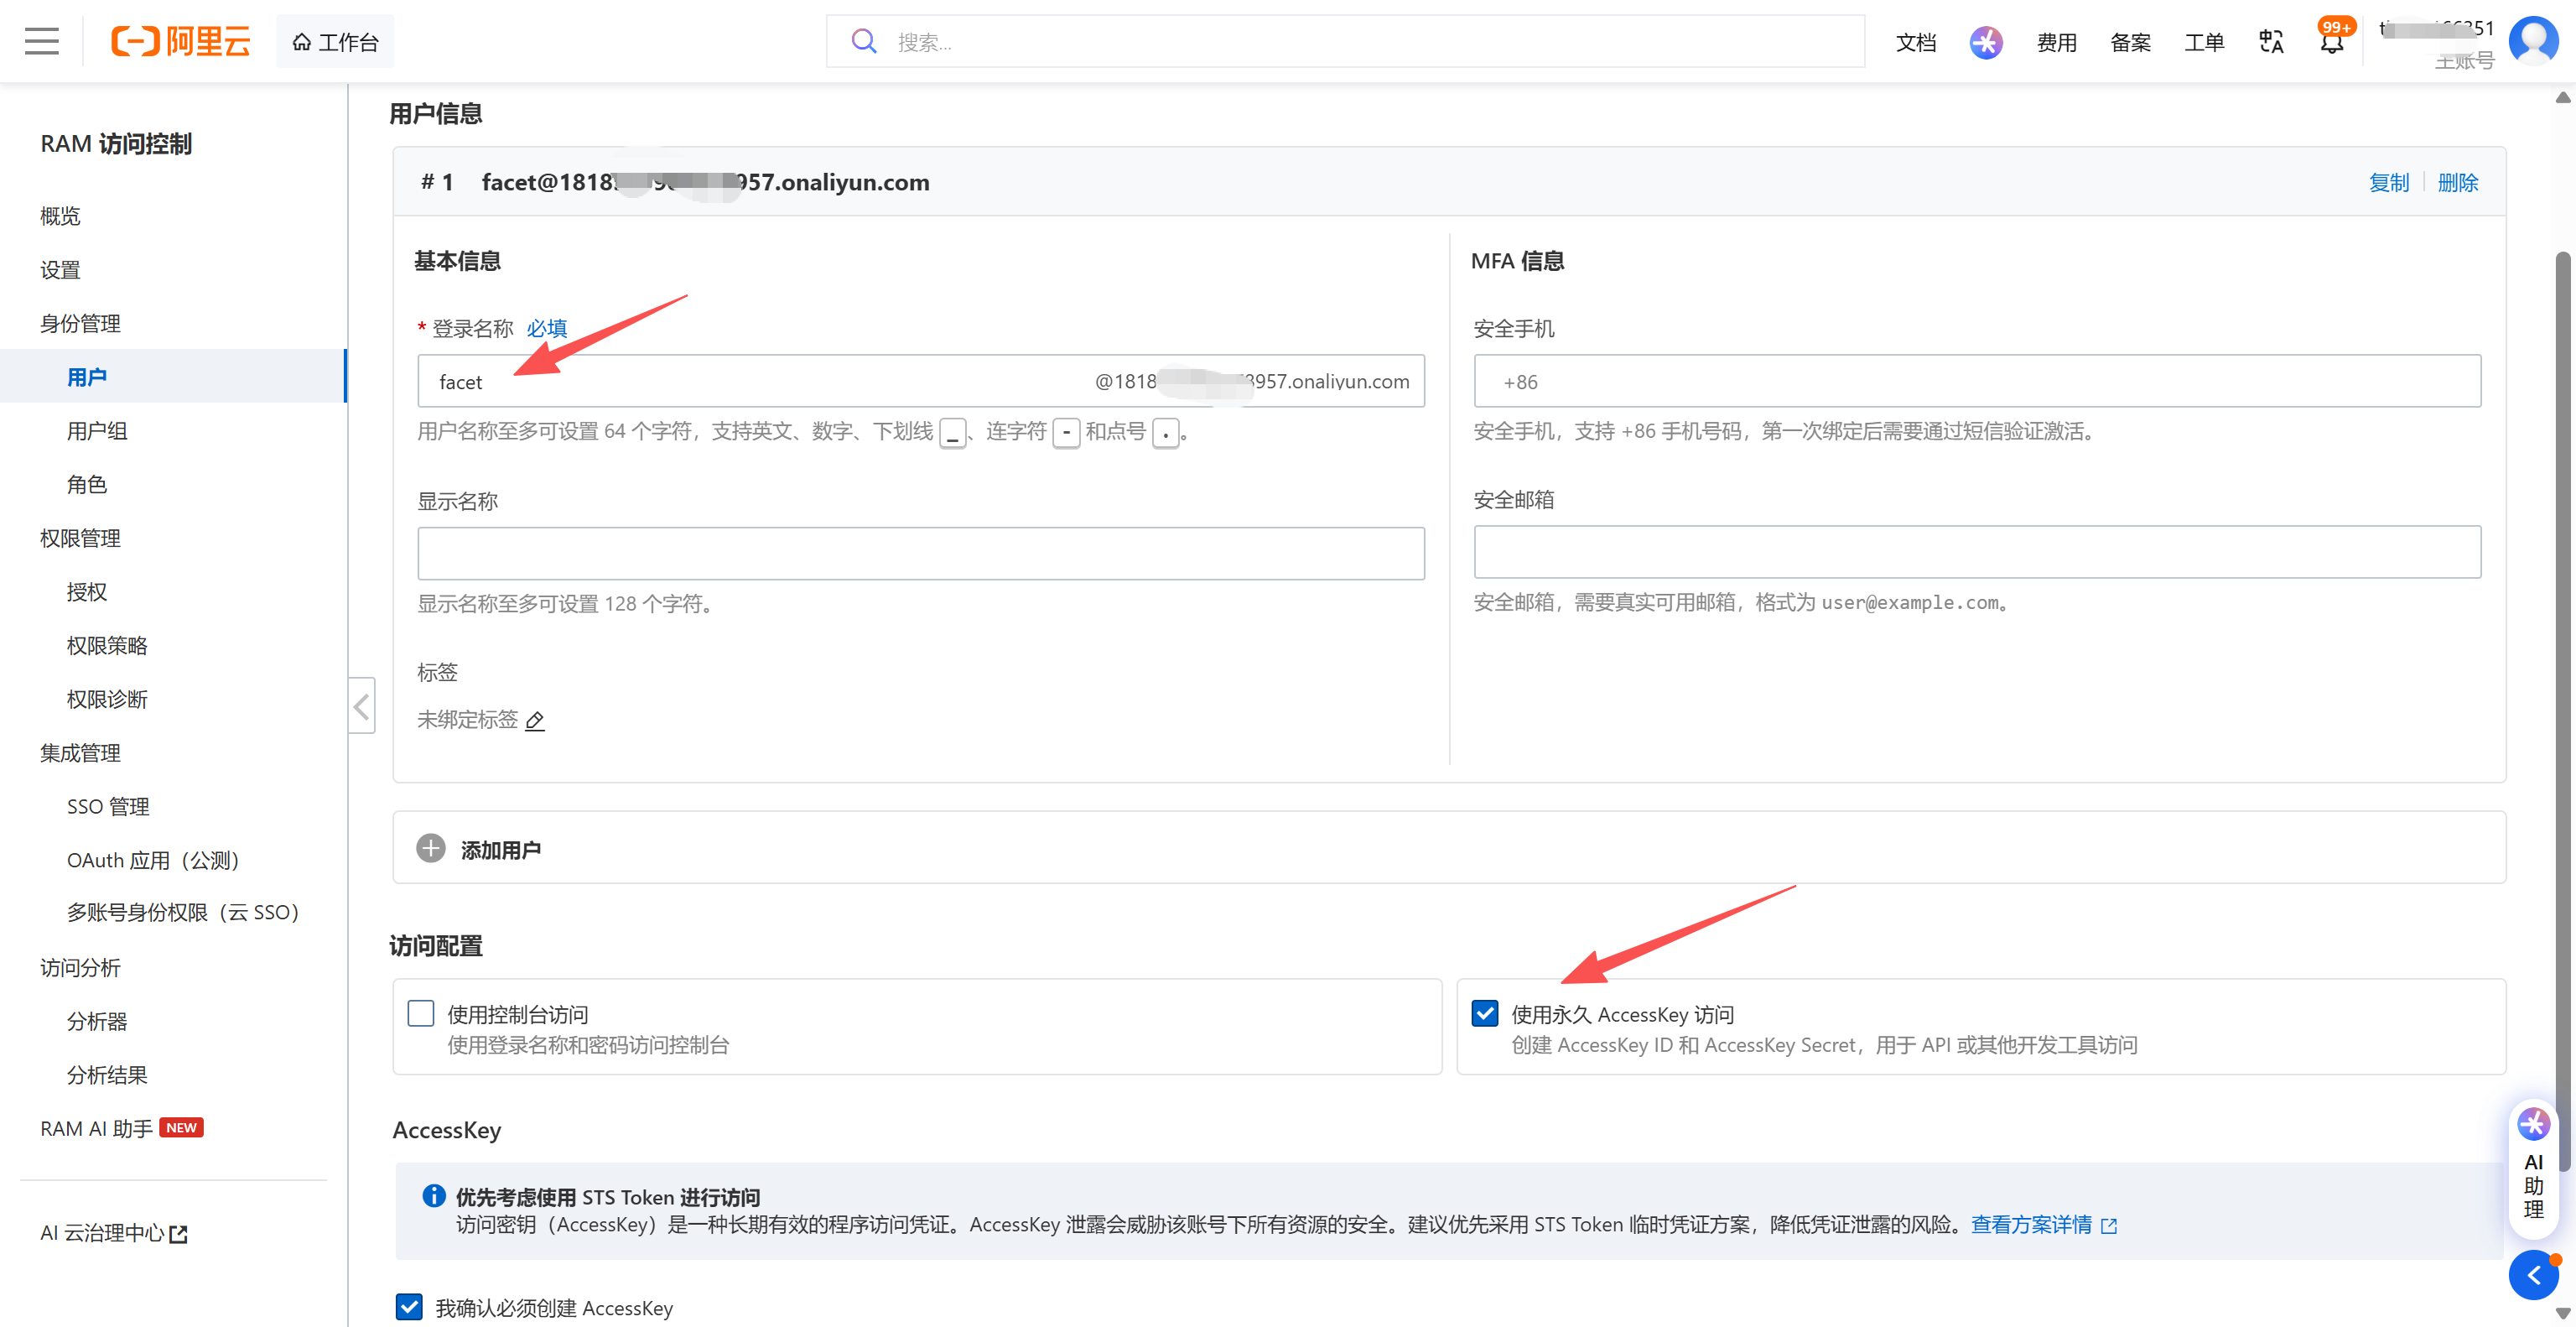 阿里云
工作台
搜索...
文档
费用
备案
工单
99+
51
主账号
RAM 访问控制
概览
设置
身份管理
用户
用户组
角色
权限管理
授权
权限策略
权限诊断
集成管理
SSO 管理
OAuth 应用（公测）
多账号身份权限（云 SSO）
访问分析
分析器
分析结果
RAM AI 助手 NEW
AI 云治理中心
用户信息
# 1 facet@1818 957.onaliyun.com
复制 删除
基本信息
* 登录名称 必填
facet @1818 8957.onaliyun.com
用户名称至多可设置 64 个字符，支持英文、数字、下划线 _、连字符 - 和点号 .。
显示名称
显示名称至多可设置 128 个字符。
标签
未绑定标签
MFA 信息
安全手机
+86
安全手机，支持 +86 手机号码，第一次绑定后需要通过短信验证激活。
安全邮箱
安全邮箱，需要真实可用邮箱，格式为 user@example.com。
添加用户
访问配置
使用控制台访问
使用登录名称和密码访问控制台
使用永久 AccessKey 访问
创建 AccessKey ID 和 AccessKey Secret，用于 API 或其他开发工具访问
AccessKey
优先考虑使用 STS Token 进行访问
访问密钥（AccessKey）是一种长期有效的程序访问凭证。AccessKey 泄露会威胁该账号下所有资源的安全。建议优先采用 STS Token 临时凭证方案，降低凭证泄露的风险。查看方案详情
我确认必须创建 AccessKey
AI
助
理